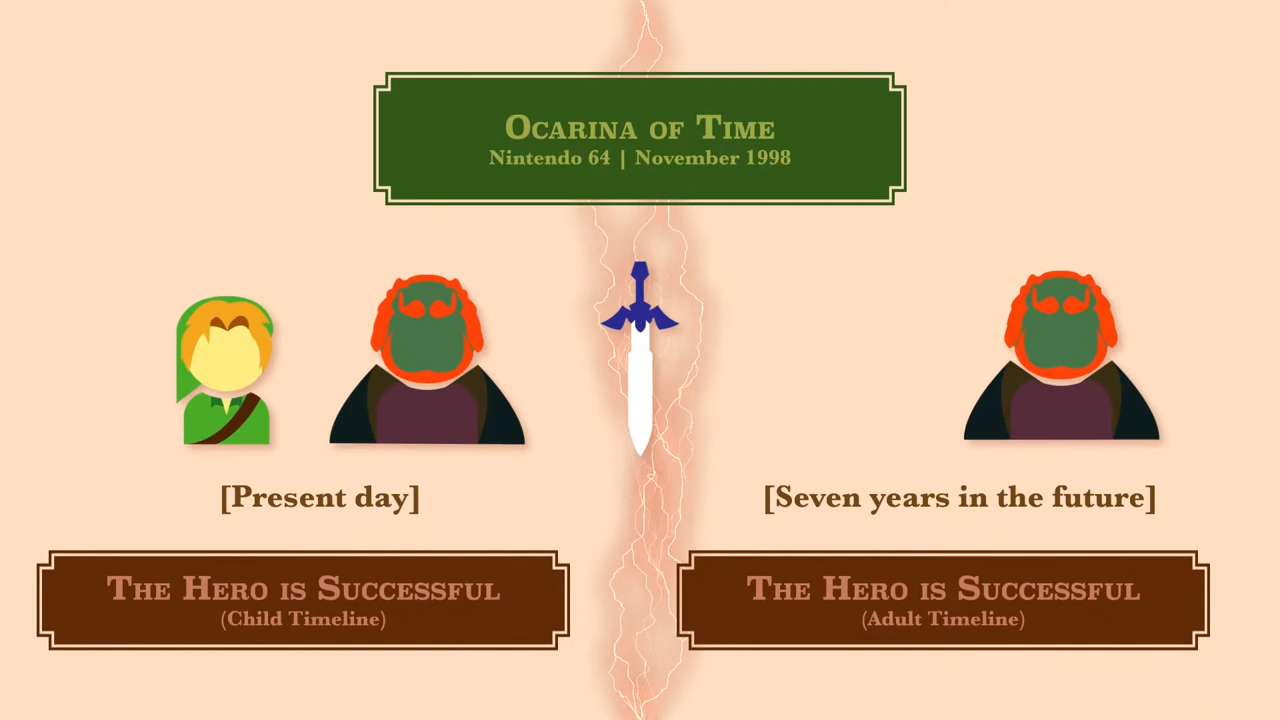 OCARINA OF TIME
Nintendo 64 | November 1998
[Present day]
[Seven years in the future]
THE HERO IS SUCCESSFUL
(Child Timeline)
THE HERO IS SUCCESSFUL
(Adult Timeline)